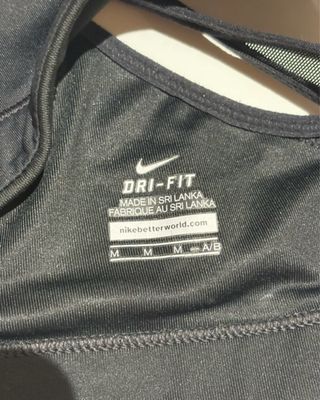 DRI-FIT
MADE IN SRI LANKA
FABRIQUE AU SRI LANKA
nikebetterworld.com
M M M A/B